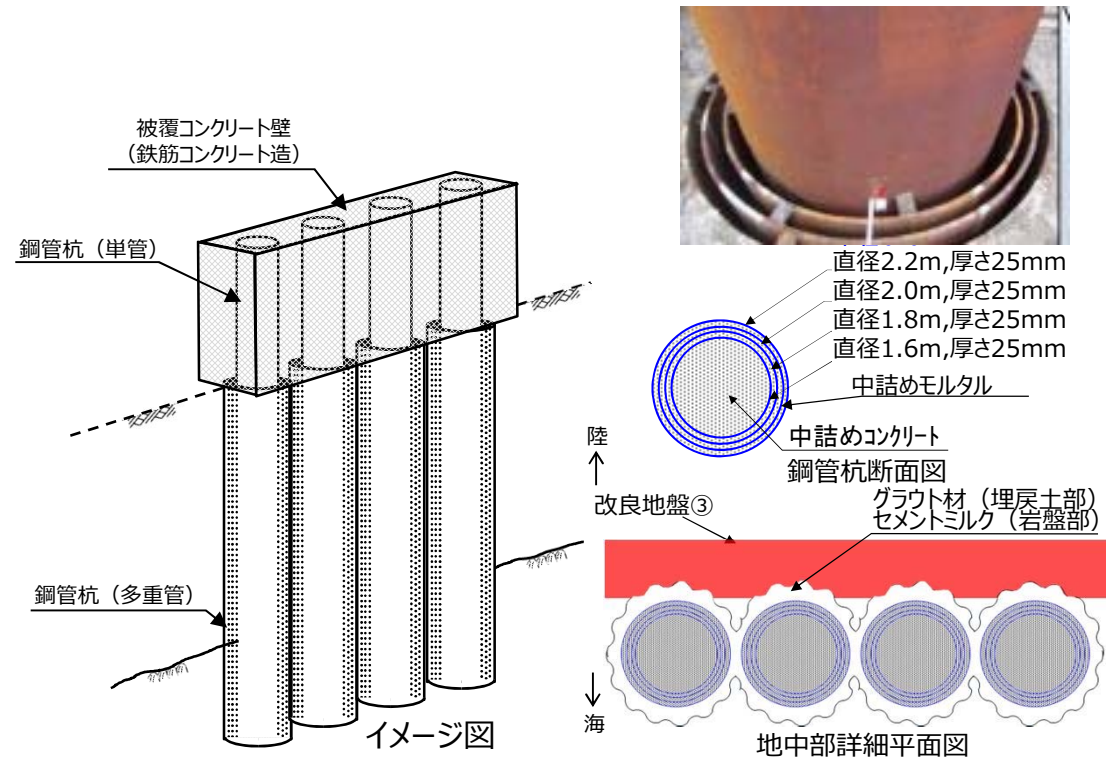 被覆コンクリート壁
(鉄筋コンクリート造)
鋼管杭（単管）
鋼管杭（多重管）
イメージ図
直径2.2m,厚さ25mm
直径2.0m,厚さ25mm
直径1.8m,厚さ25mm
直径1.6m,厚さ25mm
中詰めモルタル
中詰めコンクリート
鋼管杭断面図
陸
改良地盤③
グラウト材（埋戻土部）
セメントミルク（岩盤部）
海
地中部詳細平面図